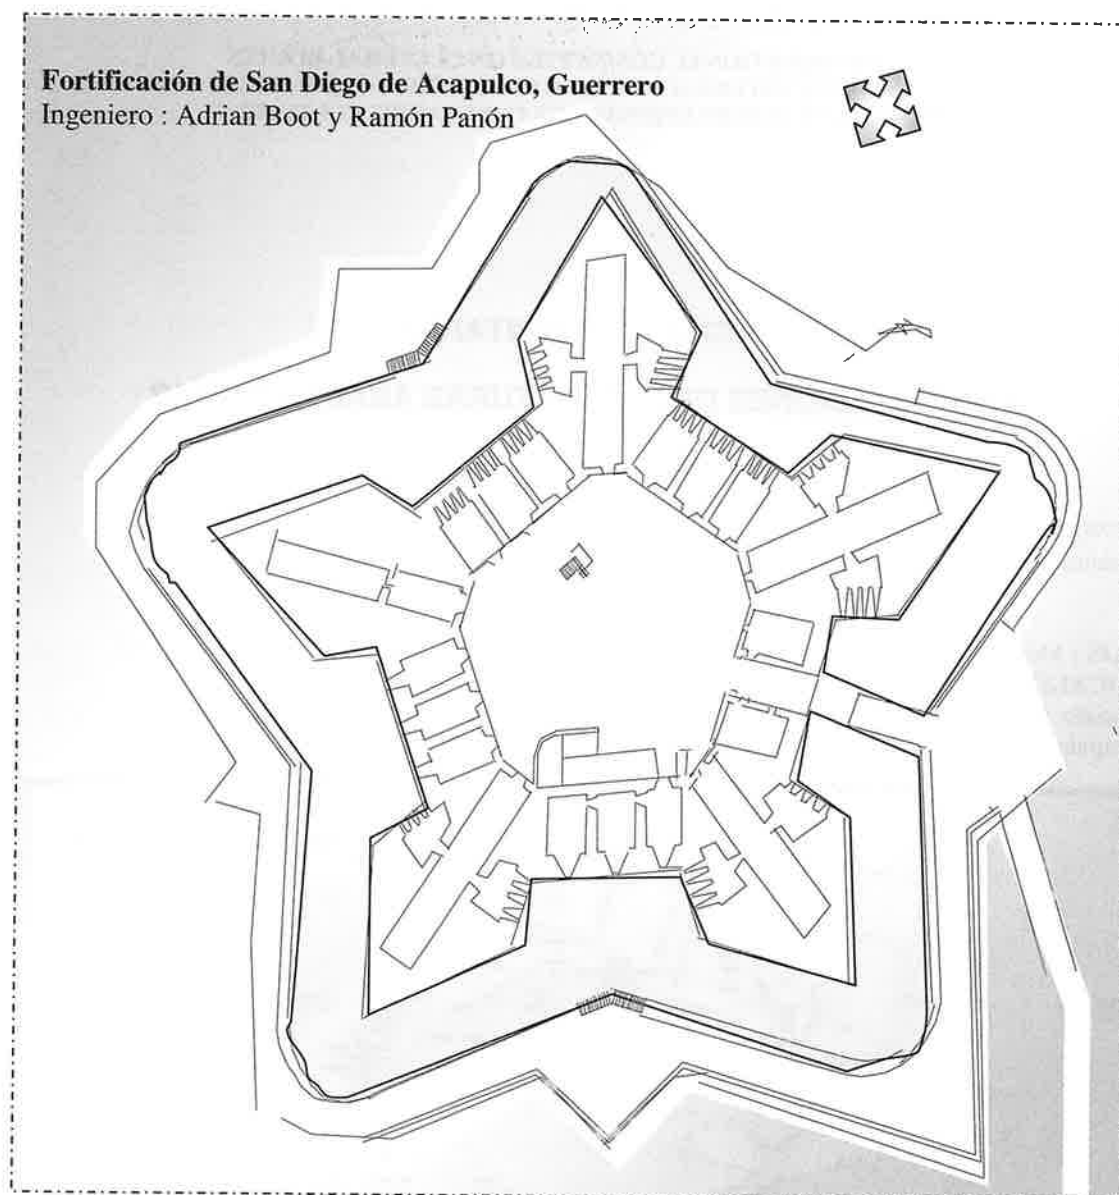 Fortificación de San Diego de Acapulco, Guerrero
Ingeniero : Adrian Boot y Ramón Panón